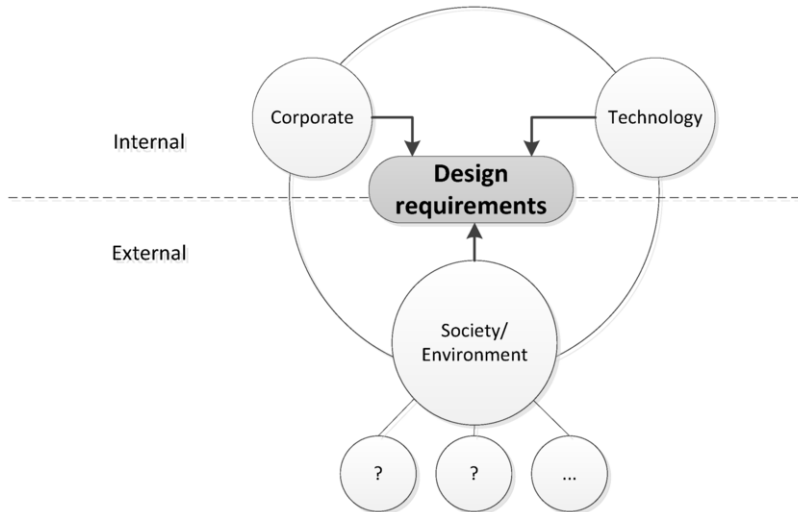 Corporate
Technology
Internal
Design
requirements
External
Society/
Environment
?
?
...